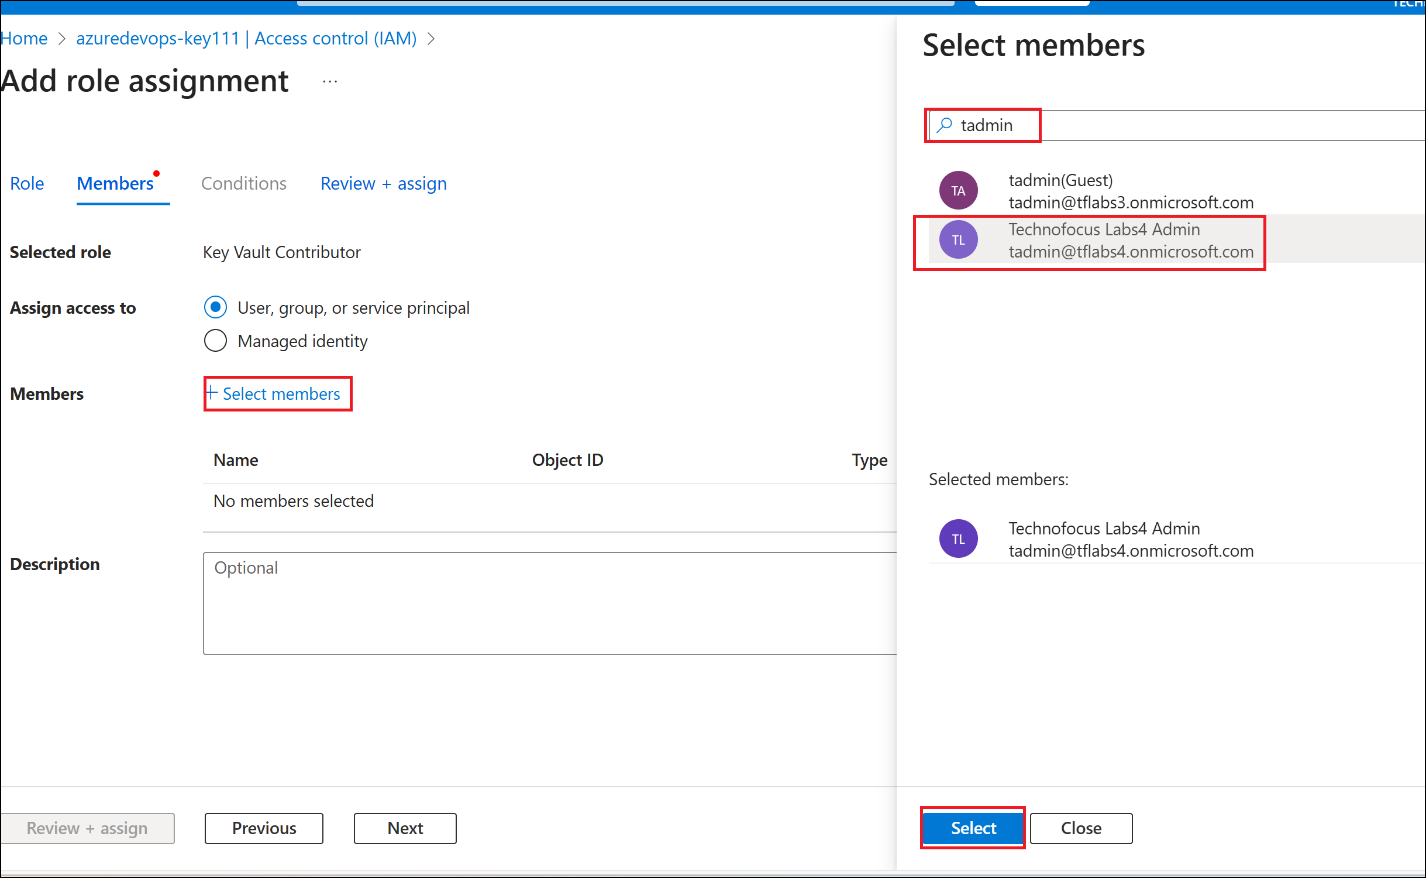 Home > azuredevops-key111 | Access control (IAM) >
Add role assignment ...
Role Members Conditions Review + assign
Selected role Key Vault Contributor
Assign access to User, group, or service principal
Managed identity
Members + Select members
Name Object ID Type
No members selected
Description Optional
Review + assign Previous Next
Select members
tadmin
TA tadmin(Guest)
tadmin@tflabs3.onmicrosoft.com
TL Technofocus Labs4 Admin
tadmin@tflabs4.onmicrosoft.com
Selected members:
TL Technofocus Labs4 Admin
tadmin@tflabs4.onmicrosoft.com
Select Close